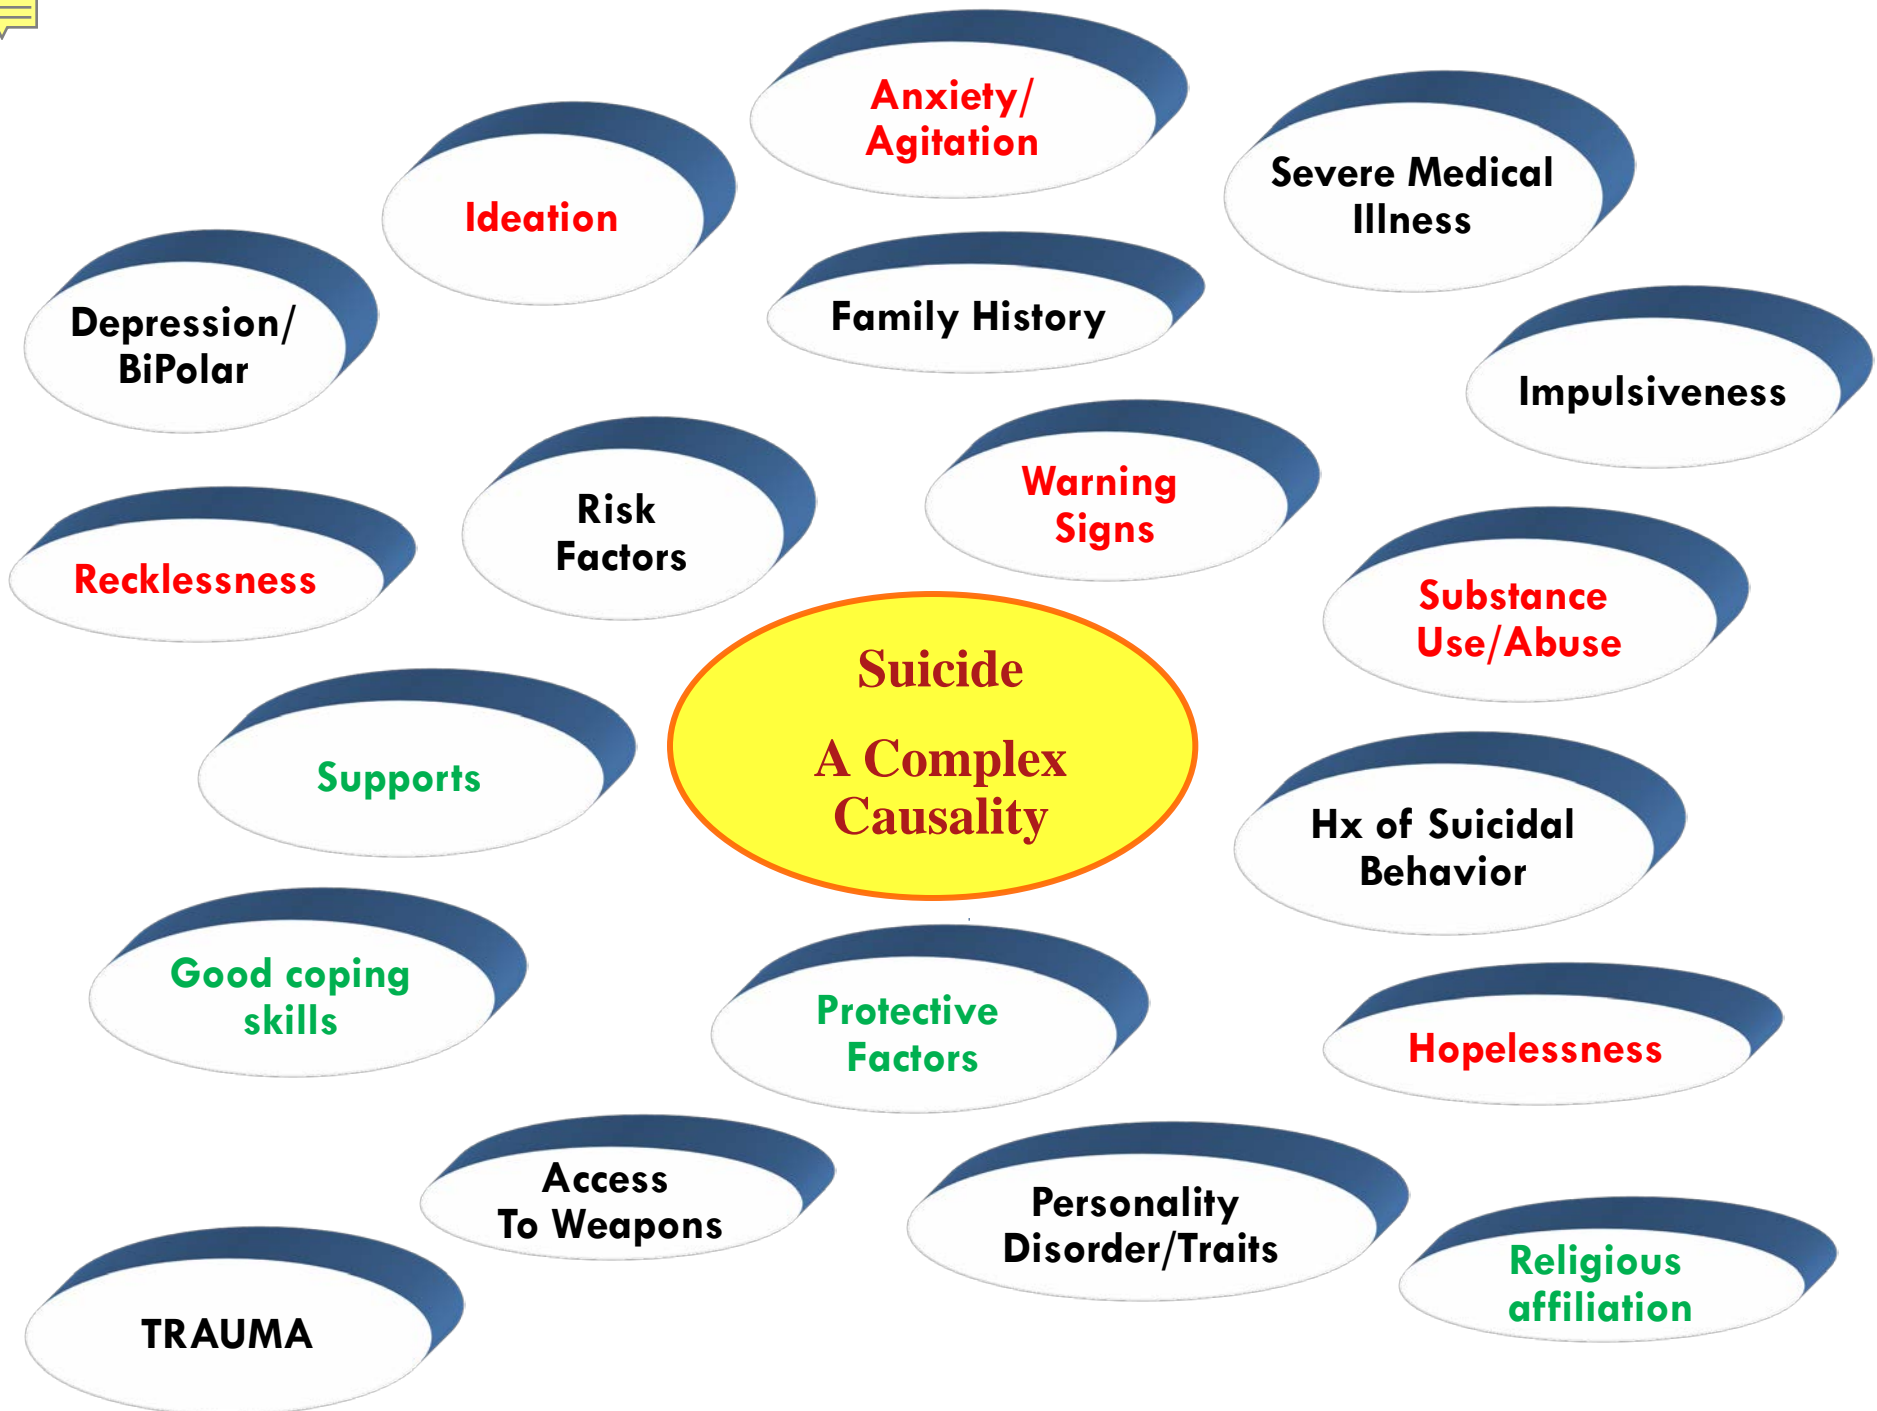 Anxiety/
Agitation
Severe Medical
Illness
Ideation
Family History
Depression/
BiPolar
Impulsiveness
Warning
Signs
Risk
Factors
Recklessness
Substance
Use/Abuse
Suicide
A Complex
Causality
Supports
Hx of Suicidal
Behavior
Good coping
skills
Protective
Factors
Hopelessness
Access
To Weapons
Personality
Disorder/Traits
Religious
affiliation
TRAUMA